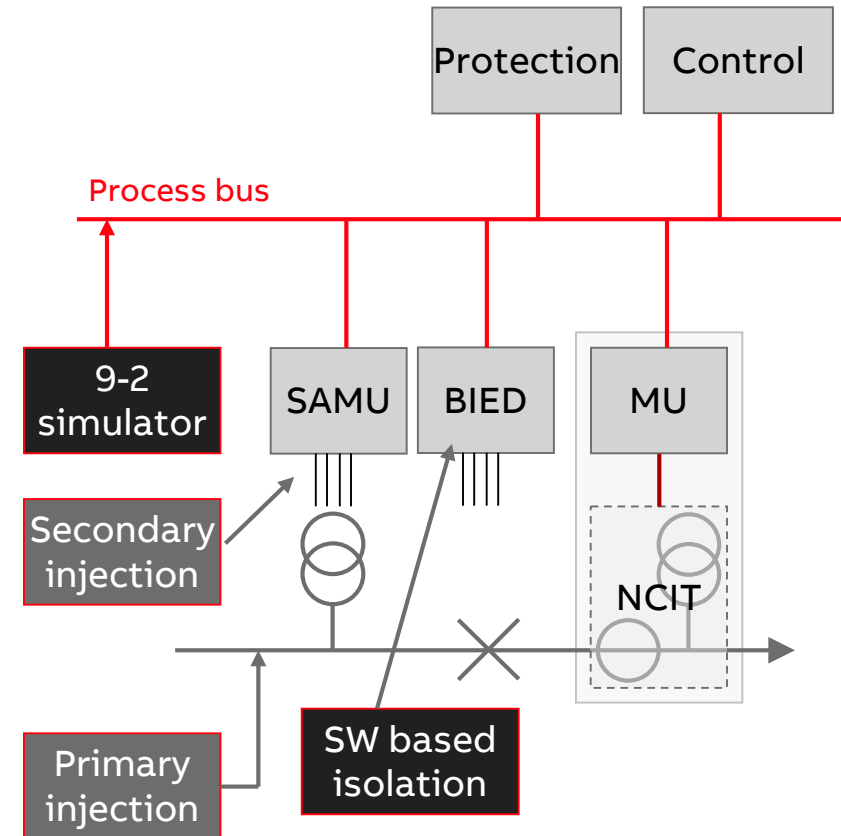 Protection
Control
Process bus
9-2
simulator
SAMU
BIED
MU
Secondary
injection
NCIT
SW based
isolation
Primary
injection